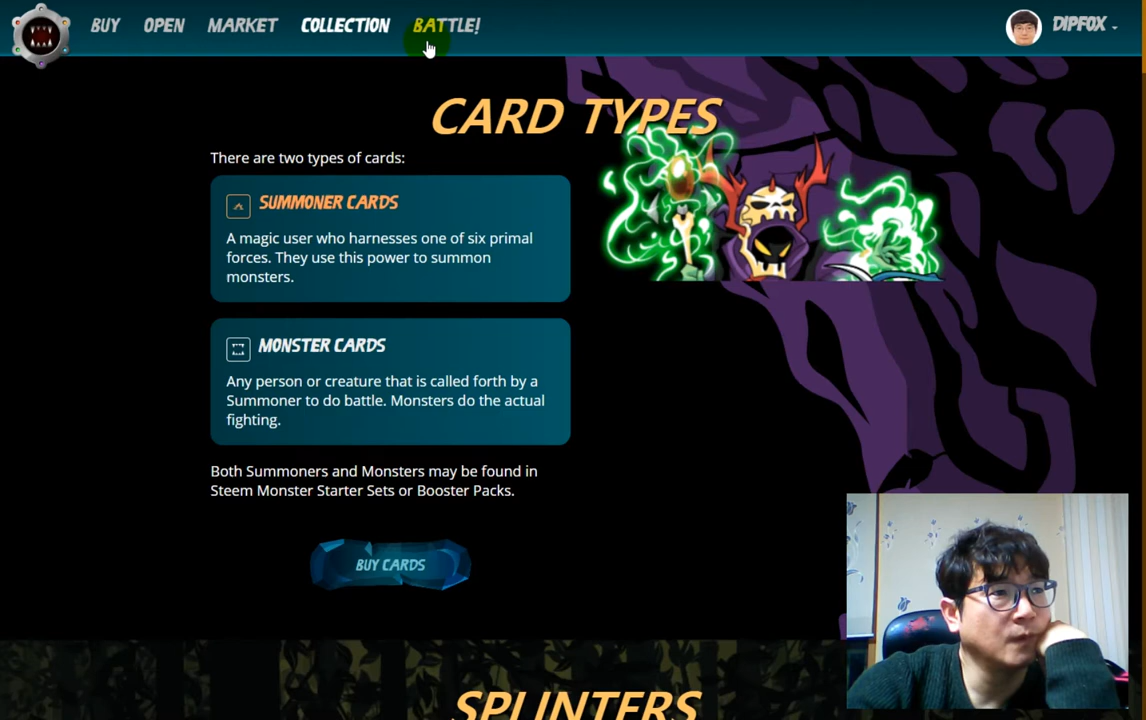 BUY OPEN MARKET COLLECTION BATTLE! DIPFOX
CARD TYPES
There are two types of cards:
SUMMONER CARDS
A magic user who harnesses one of six primal
forces. They use this power to summon
monsters.
MONSTER CARDS
Any person or creature that is called forth by a
Summoner to do battle. Monsters do the actual
fighting.
Both Summoners and Monsters may be found in
Steem Monster Starter Sets or Booster Packs.
BUY CARDS
SPLINTERS